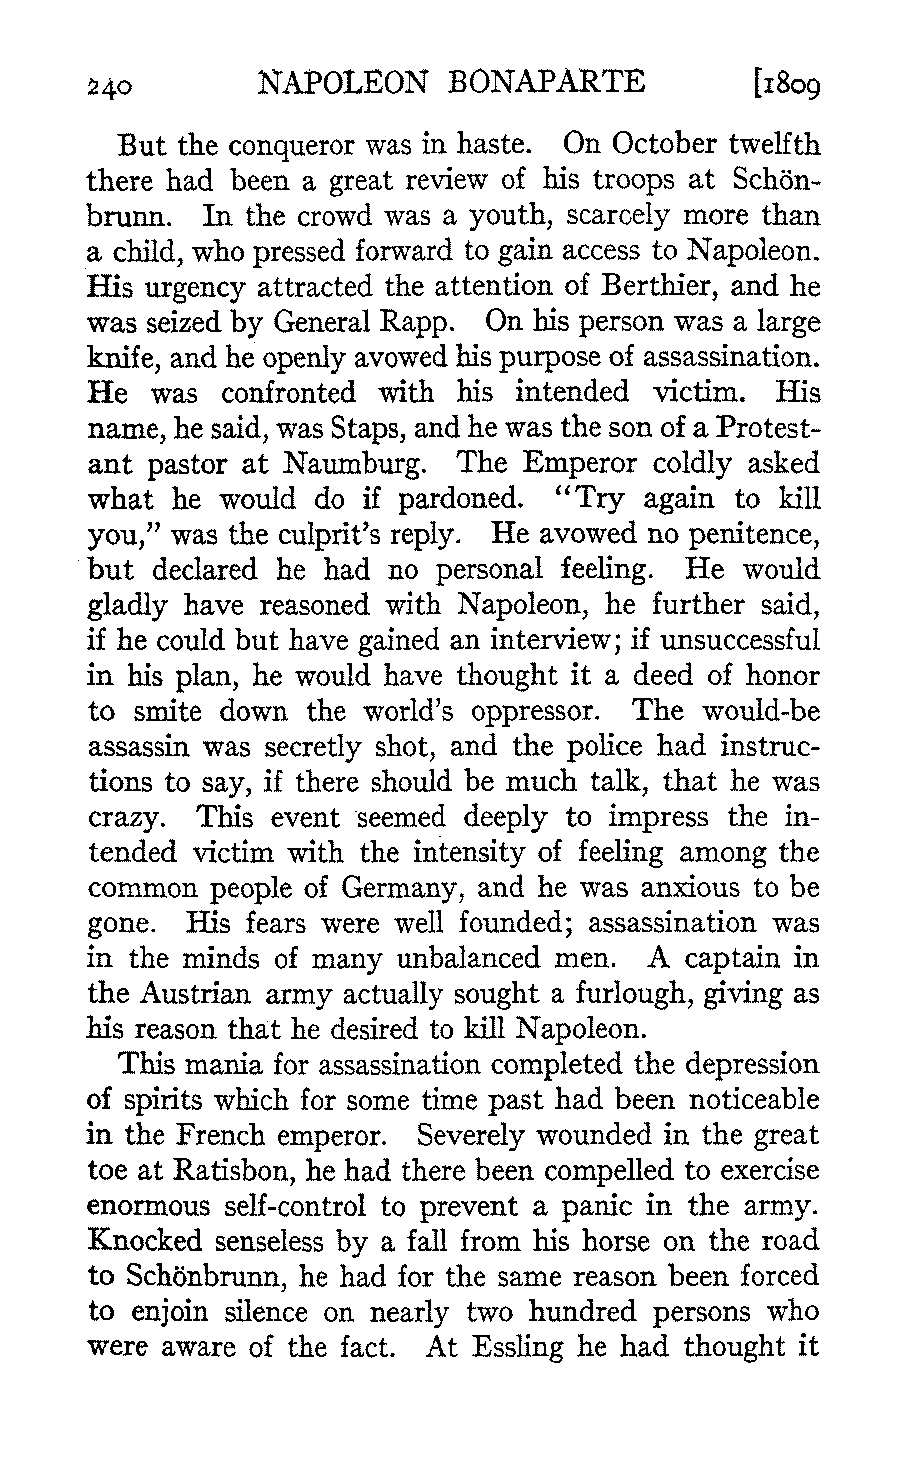 240 NAPOLEON BONAPARTE [1809
But the conqueror was in haste. On October twelfth
there had been a great review of his troops at Schön-
brunn. In the crowd was a youth, scarcely more than
a child, who pressed forward to gain access to Napoleon.
His urgency attracted the attention of Berthier, and he
was seized by General Rapp. On his person was a large
knife, and he openly avowed his purpose of assassination.
He was confronted with his intended victim. His
name, he said, was Staps, and he was the son of a Protest-
ant pastor at Naumburg. The Emperor coldly asked
what he would do if pardoned. "Try again to kill
you," was the culprit's reply. He avowed no penitence,
but declared he had no personal feeling. He would
gladly have reasoned with Napoleon, he further said,
if he could but have gained an interview; if unsuccessful
in his plan, he would have thought it a deed of honor
to smite down the world's oppressor. The would-be
assassin was secretly shot, and the police had instruc-
tions to say, if there should be much talk, that he was
crazy. This event seemed deeply to impress the in-
tended victim with the intensity of feeling among the
common people of Germany, and he was anxious to be
gone. His fears were well founded; assassination was
in the minds of many unbalanced men. A captain in
the Austrian army actually sought a furlough, giving as
his reason that he desired to kill Napoleon.
This mania for assassination completed the depression
of spirits which for some time past had been noticeable
in the French emperor. Severely wounded in the great
toe at Ratisbon, he had there been compelled to exercise
enormous self-control to prevent a panic in the army.
Knocked senseless by a fall from his horse on the road
to Schönbrunn, he had for the same reason been forced
to enjoin silence on nearly two hundred persons who
were aware of the fact. At Essling he had thought it